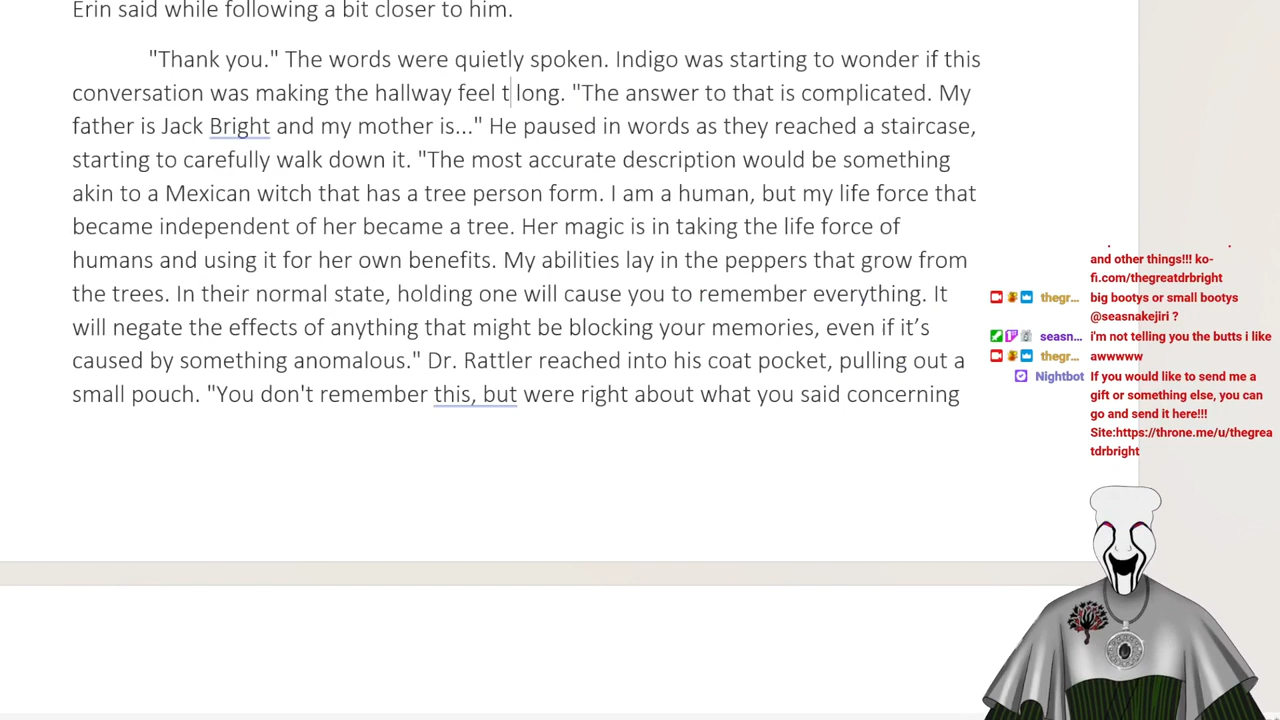 Erin said while following a bit closer to him.
"Thank you." The words were quietly spoken. Indigo was starting to wonder if this
conversation was making the hallway feel t long. "The answer to that is complicated. My
father is Jack Bright and my mother is..." He paused in words as they reached a staircase,
starting to carefully walk down it. "The most accurate description would be something
akin to a Mexican witch that has a tree person form. I am a human, but my life force that
became independent of her became a tree. Her magic is in taking the life force of
humans and using it for her own benefits. My abilities lay in the peppers that grow from
the trees. In their normal state, holding one will cause you to remember everything. It
will negate the effects of anything that might be blocking your memories, even if it’s
caused by something anomalous." Dr. Rattler reached into his coat pocket, pulling out a
small pouch. "You don't remember this, but were right about what you said concerning
and other things!!! ko-
fi.com/thegreatdrbright
thegr... big bootys or small bootys
@seasnakejiri ?
seasn... i'm not telling you the butts i like
thegr... awwwww
Nightbot If you would like to send me a
gift or something else, you can
go and send it here!!!
Site:https://throne.me/u/thegrea
tdrbright